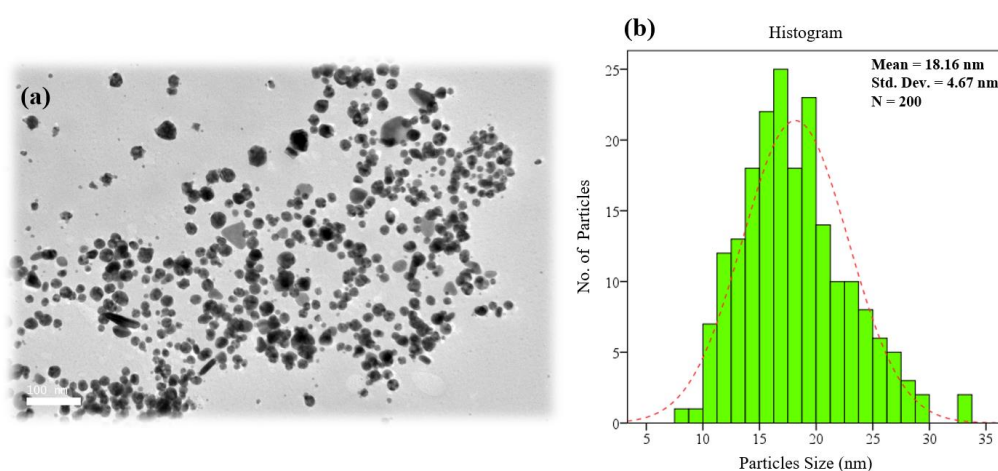 (a)
100 nm
(b)
Histogram
Mean = 18.16 nm
Std. Dev. = 4.67 nm
N = 200
No. of Particles
25
20
15
10
5
0
5 10 15 20 25 30 35
Particles Size (nm)